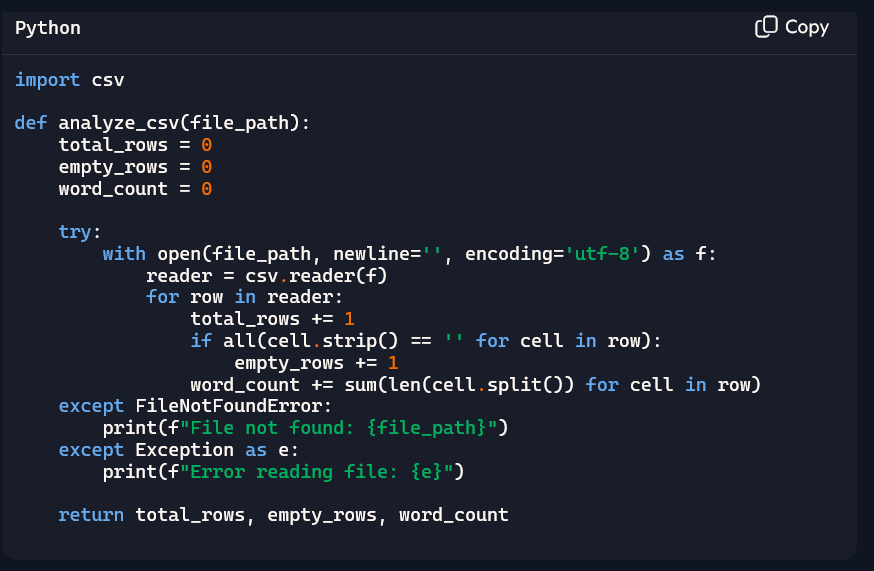 Python
Copy
import csv
def analyze_csv(file_path):
    total_rows = 0
    empty_rows = 0
    word_count = 0
    try:
        with open(file_path, newline='', encoding='utf-8') as f:
            reader = csv.reader(f)
            for row in reader:
                total_rows += 1
                if all(cell.strip() == '' for cell in row):
                    empty_rows += 1
                word_count += sum(len(cell.split()) for cell in row)
    except FileNotFoundError:
        print(f"File not found: {file_path}")
    except Exception as e:
        print(f"Error reading file: {e}")
    return total_rows, empty_rows, word_count